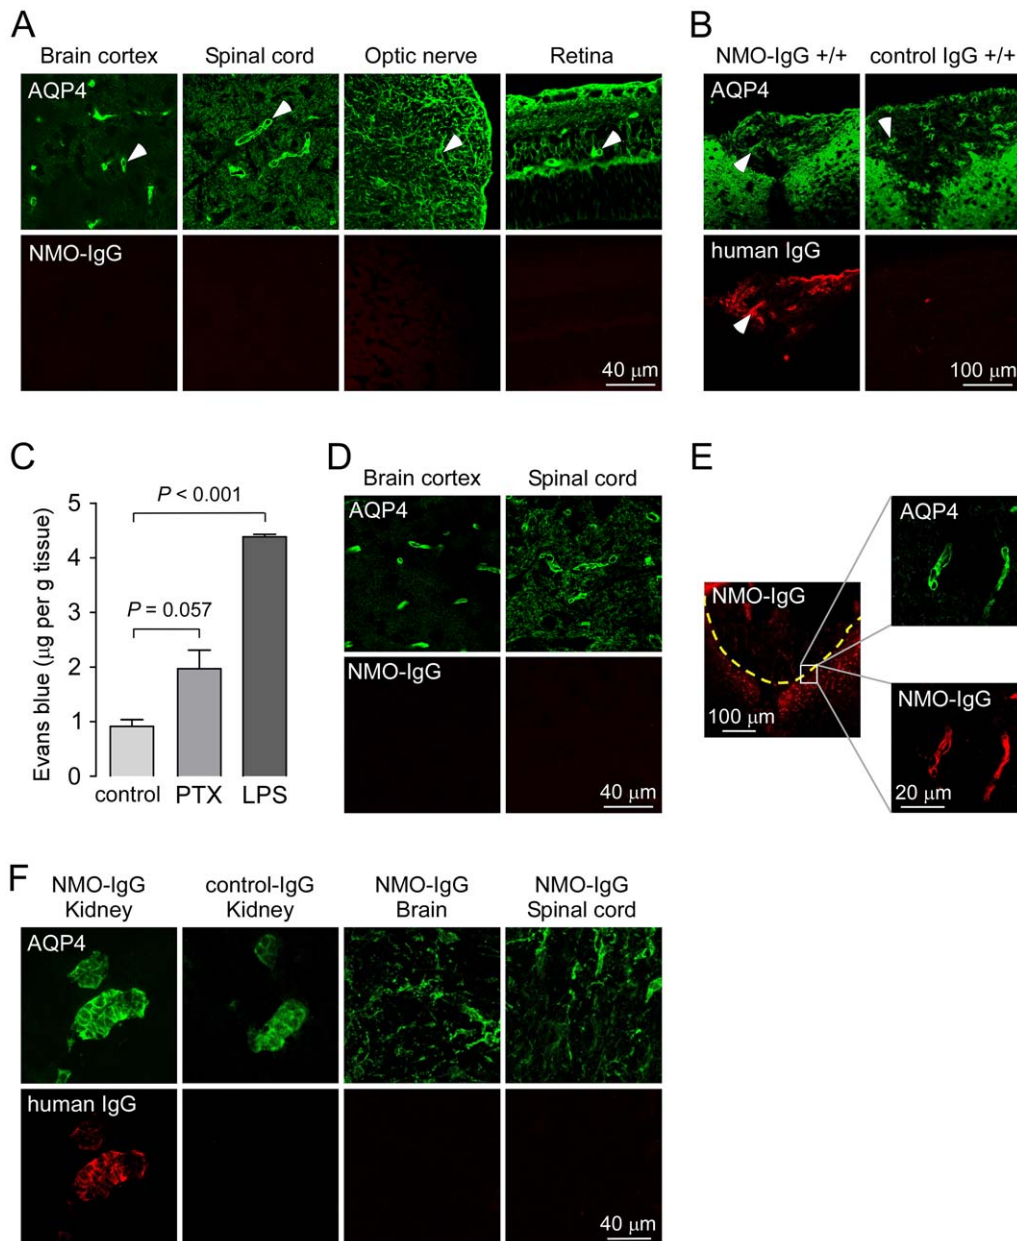 A
Brain cortex Spinal cord Optic nerve Retina
AQP4
NMO-IgG
40 μm
B
NMO-IgG +/+ control IgG +/+
AQP4
human IgG
100 μm
C
Evans blue (μg per g tissue)
5
4
3
2
1
0
P < 0.001
P = 0.057
control PTX LPS
D
Brain cortex Spinal cord
AQP4
NMO-IgG
40 μm
E
NMO-IgG
100 μm
AQP4
NMO-IgG
20 μm
F
NMO-IgG control-IgG NMO-IgG NMO-IgG
Kidney Kidney Brain Spinal cord
AQP4
human IgG
40 μm